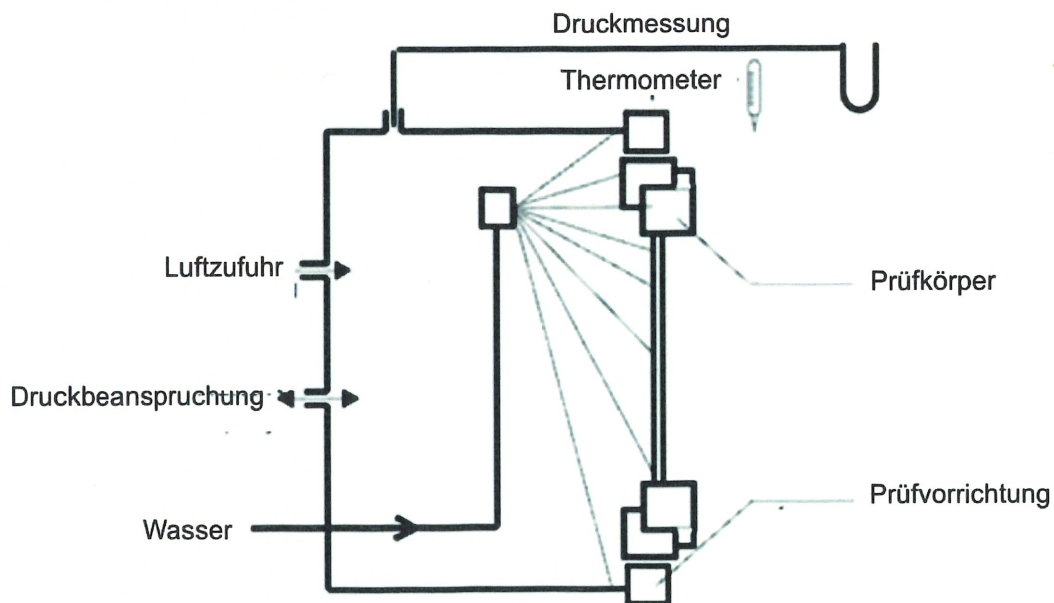 Druckmessung
Thermometer
Luftzufuhr
Prüfkörper
Druckbeanspruchung
Prüfvorrichtung
Wasser